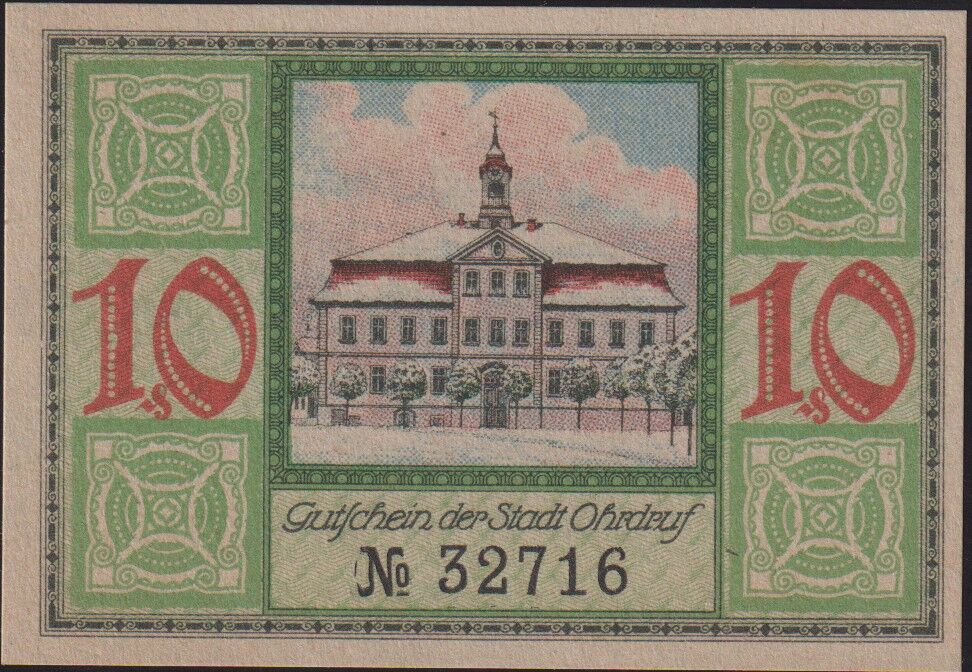 10 10
Gutschein der Stadt Ohrdruf
№ 32716